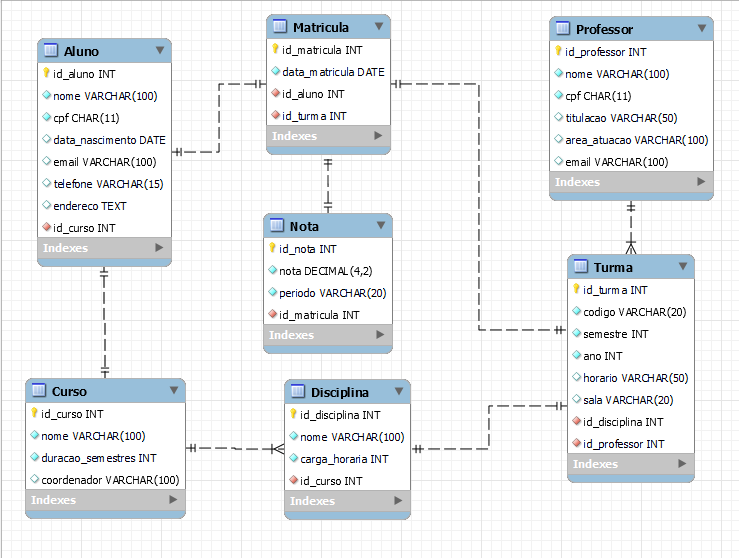 Aluno
id_aluno INT
nome VARCHAR(100)
cpf CHAR(11)
data_nascimento DATE
email VARCHAR(100)
telefone VARCHAR(15)
endereco TEXT
id_curso INT
Indexes
Matricula
id_matricula INT
data_matricula DATE
id_aluno INT
id_turma INT
Indexes
Professor
id_professor INT
nome VARCHAR(100)
cpf CHAR(11)
titulacao VARCHAR(50)
area_atuacao VARCHAR(100)
email VARCHAR(100)
Indexes
Nota
id_nota INT
nota DECIMAL(4,2)
periodo VARCHAR(20)
id_matricula INT
Indexes
Turma
id_turma INT
codigo VARCHAR(20)
semestre INT
ano INT
horario VARCHAR(50)
sala VARCHAR(20)
id_disciplina INT
id_professor INT
Indexes
Curso
id_curso INT
nome VARCHAR(100)
duracao_semestres INT
coordenador VARCHAR(100)
Indexes
Disciplina
id_disciplina INT
nome VARCHAR(100)
carga_horaria INT
id_curso INT
Indexes